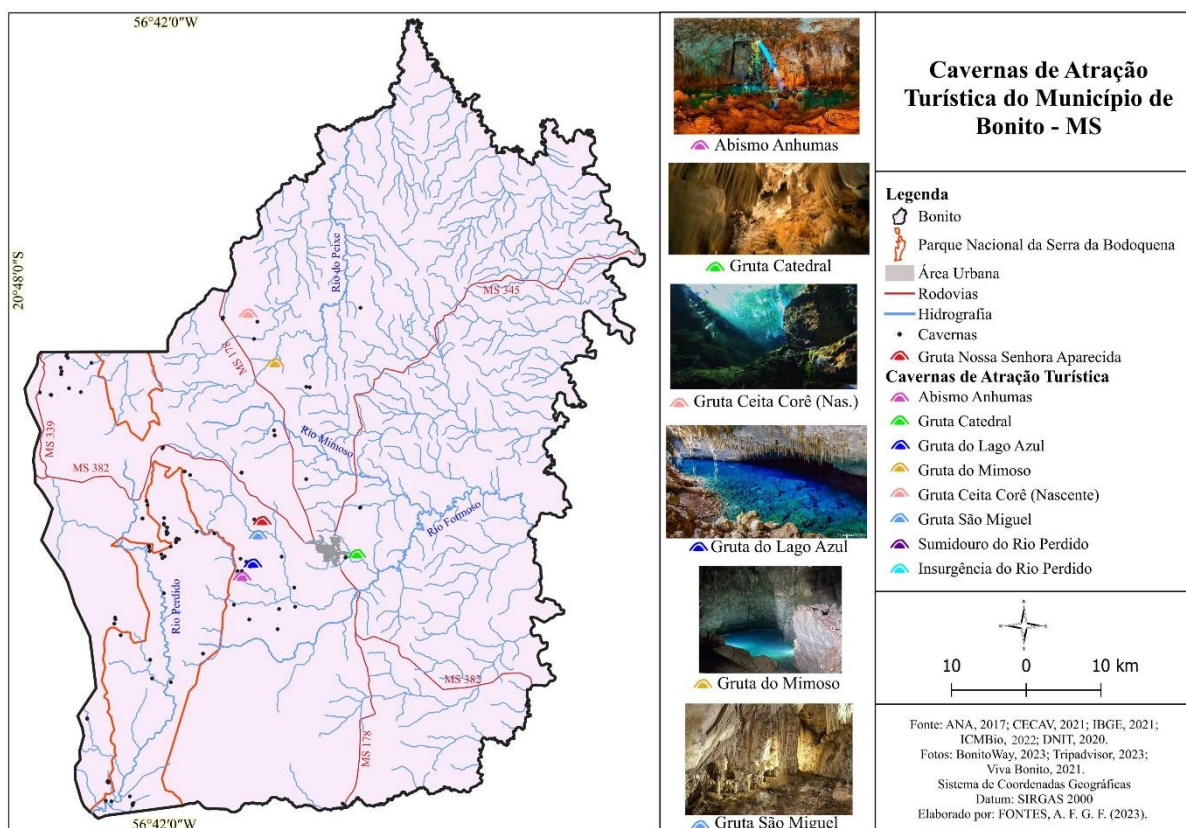 56°42'0"W
20°48'0"S
Rio do Peixe
MS 345
MS 178
Rio Mimoso
MS 339
MS 382
Rio Formoso
Rio Perdido
MS 382
MS 178
56°42'0"W
Abismo Anhumas
Gruta Catedral
Gruta Ceita Corê (Nas.)
Gruta do Lago Azul
Gruta do Mimoso
Gruta São Miguel
Cavernas de Atração
Turística do Município de
Bonito - MS
Legenda
Bonito
Parque Nacional da Serra da Bodoquena
Área Urbana
Rodovias
Hidrografia
Cavernas
Gruta Nossa Senhora Aparecida
Cavernas de Atração Turística
Abismo Anhumas
Gruta Catedral
Gruta do Lago Azul
Gruta do Mimoso
Gruta Ceita Corê (Nascente)
Gruta São Miguel
Sumidouro do Rio Perdido
Insurgência do Rio Perdido
10 0 10 km
Fonte: ANA, 2017; CECAV, 2021; IBGE, 2021;
ICMBio, 2022; DNIT, 2020.
Fotos: BonitoWay, 2023; Tripadvisor, 2023;
Viva Bonito, 2021.
Sistema de Coordenadas Geográficas
Datum: SIRGAS 2000
Elaborado por: FONTES, A. F. G. F. (2023).